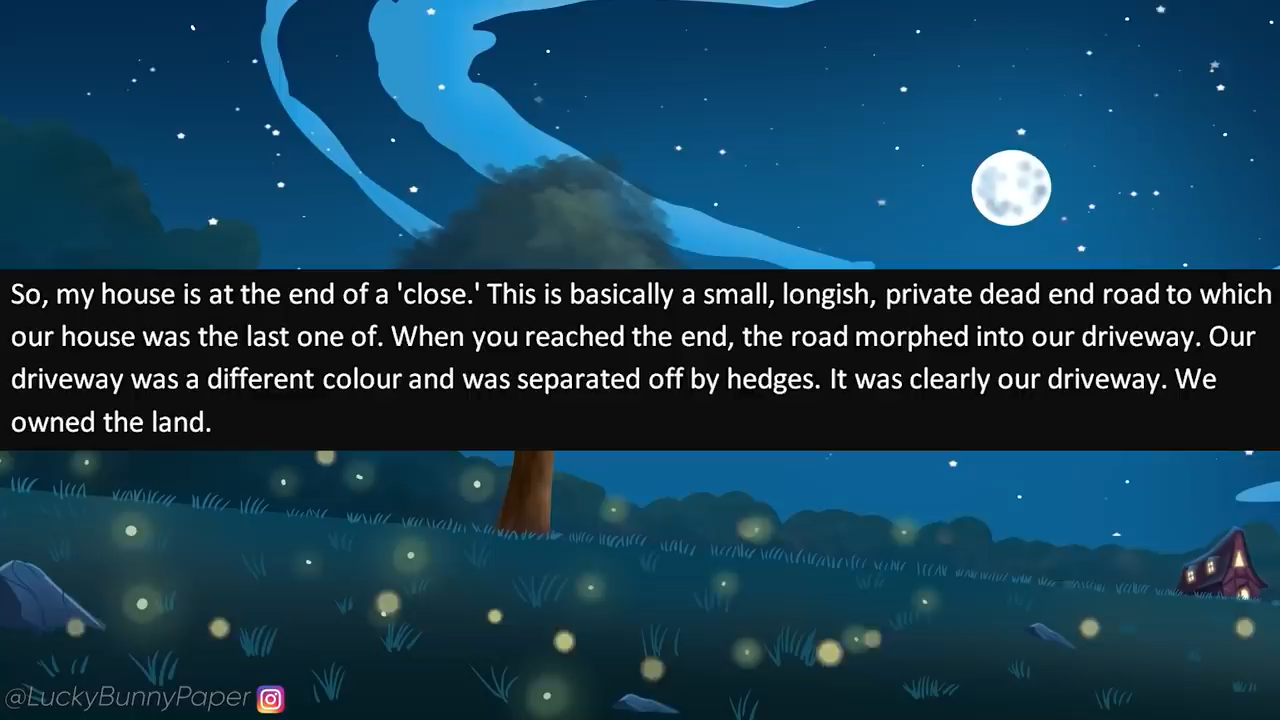 So, my house is at the end of a 'close.' This is basically a small, longish, private dead end road to which
our house was the last one of. When you reached the end, the road morphed into our driveway. Our
driveway was a different colour and was separated off by hedges. It was clearly our driveway. We
owned the land.
@LuckyBunnyPaper